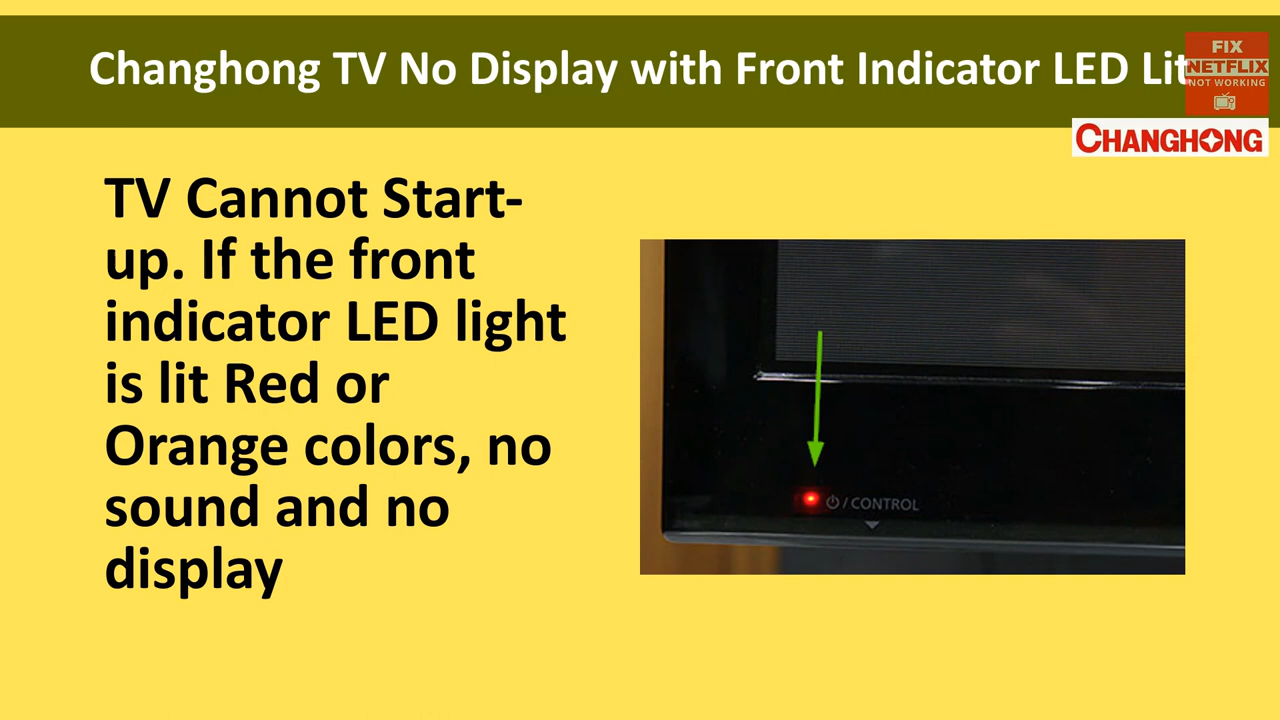 Changhong TV No Display with Front Indicator LED Lit
FIX
NETFLIX
NOT WORKING
CHANGHONG
TV Cannot Start-
up. If the front
indicator LED light
is lit Red or
Orange colors, no
sound and no
display
/ CONTROL